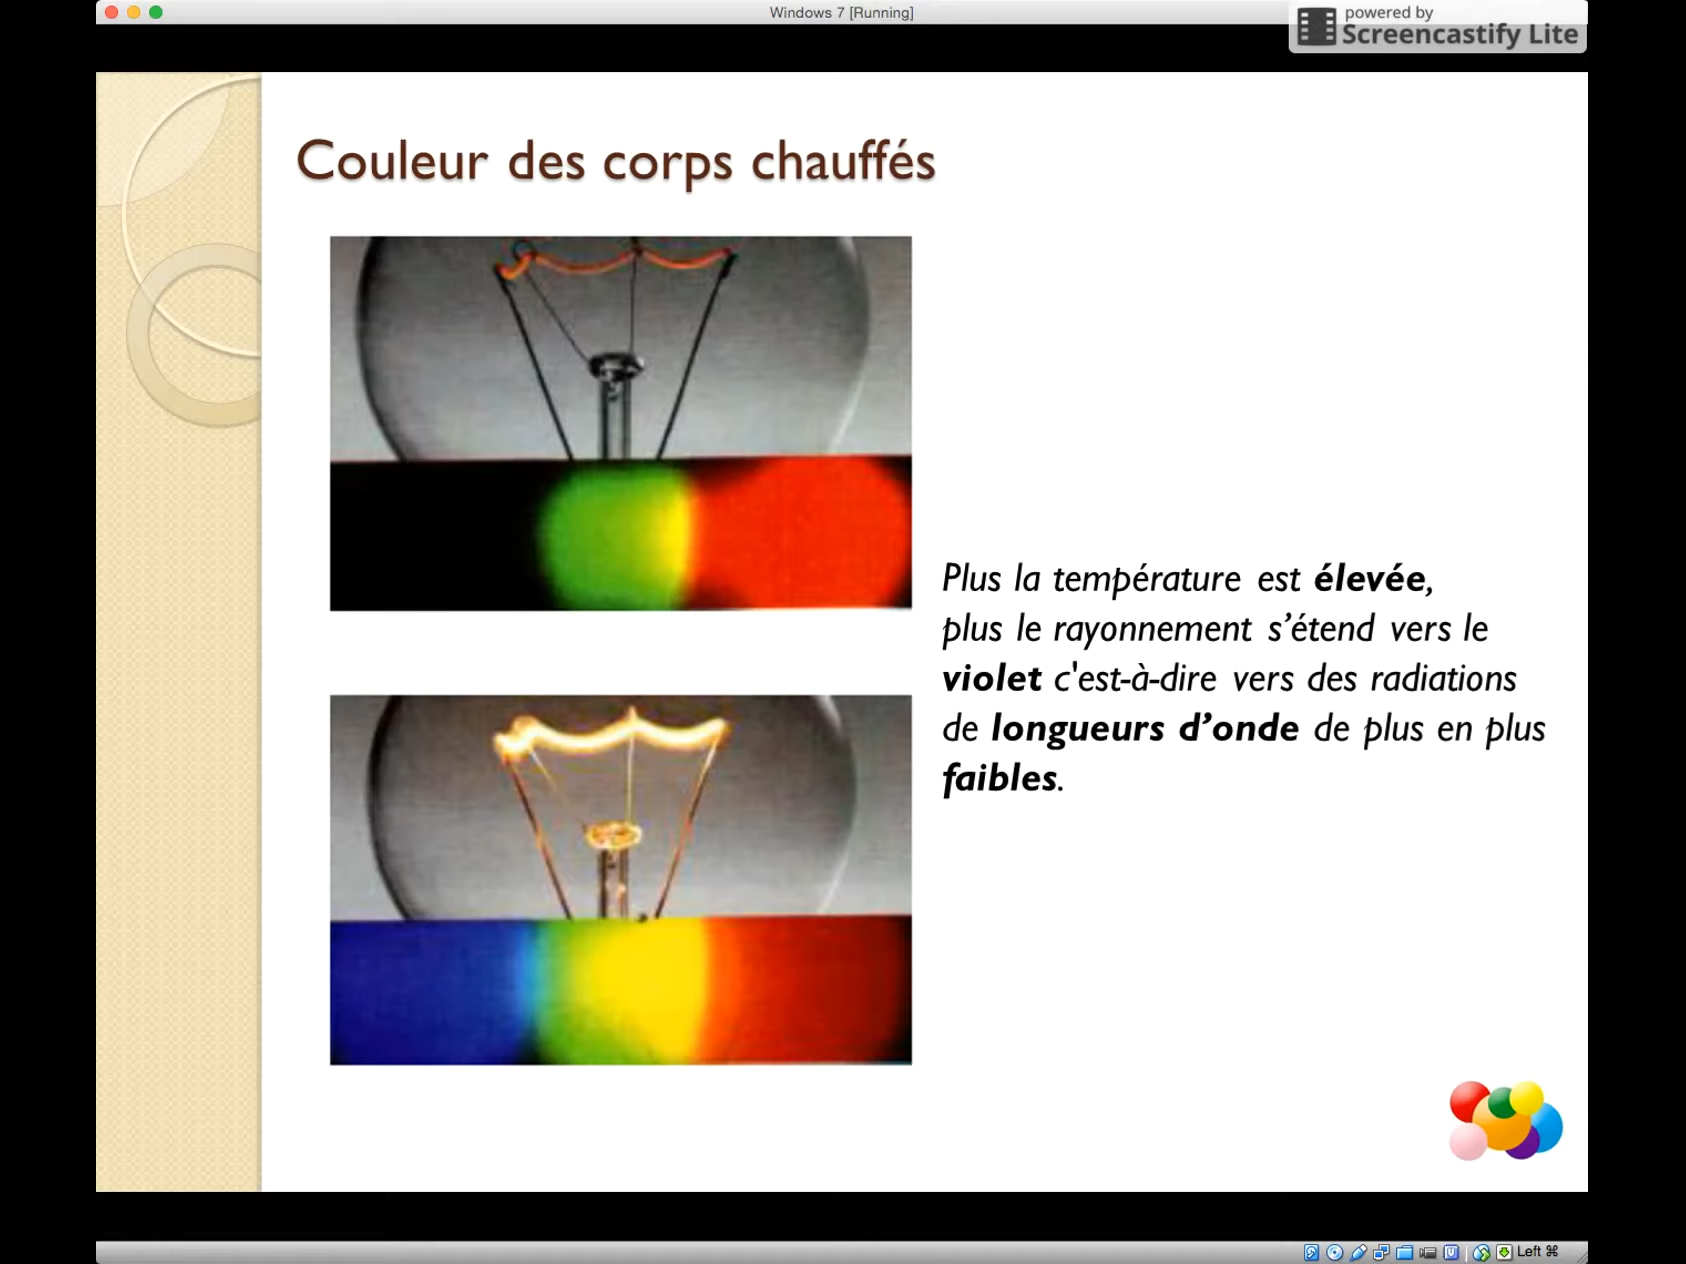 Windows 7 [Running]
powered by
Screencastify Lite
Couleur des corps chauffés
Plus la température est élevée,
plus le rayonnement s’étend vers le
violet c'est-à-dire vers des radiations
de longueurs d’onde de plus en plus
faibles.
Left ⌘